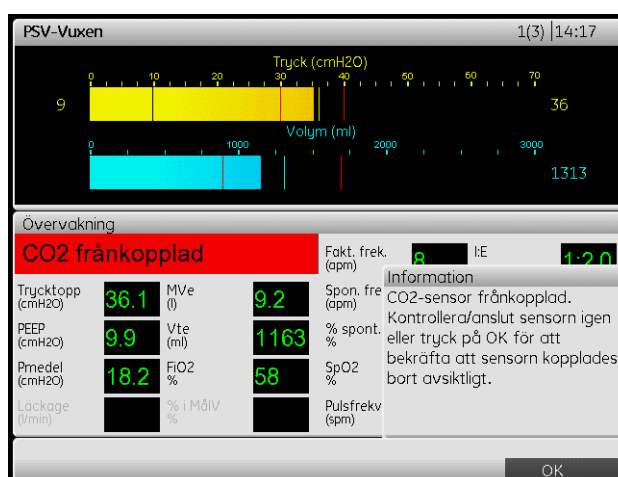 PSV-Vuxen 1(3) 14:17
Tryck (cmH2O)
0 10 20 30 40 50 60 70
9 36
Volym (ml)
0 1000 2000 3000
1313
Övervakning
CO2 frånkopplad
Fakt. frek. (apm) 8 I:E 1:2.0
Trycktopp (cmH2O) 36.1 MVe (l) 9.2 Spon. fre (apm)
PEEP (cmH2O) 9.9 Vte (ml) 1163 % spont. %
Pmedel (cmH2O) 18.2 FiO2 % 58 SpO2 %
Läckage (l/min) % i MålV % Pulsfrekv (spm)
Information
CO2-sensor frånkopplad.
Kontrollera/anslut sensorn igen
eller tryck på OK för att
bekräfta att sensorn kopplades
bort avsiktligt.
OK